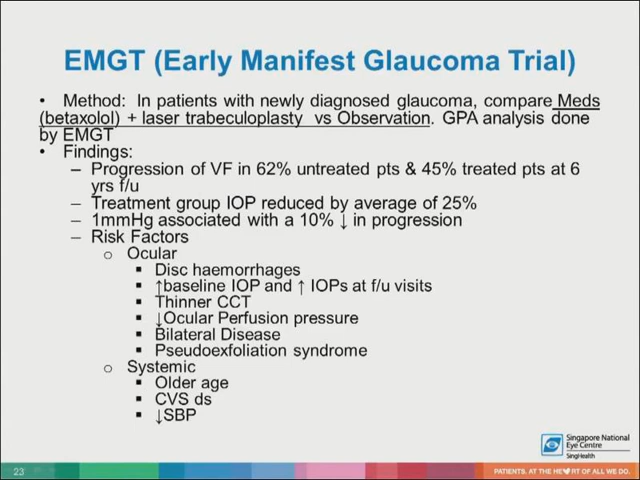 EMGT (Early Manifest Glaucoma Trial)
• Method: In patients with newly diagnosed glaucoma, compare Meds
(betaxolol) + laser trabeculoplasty vs Observation. GPA analysis done
by EMGT
• Findings:
– Progression of VF in 62% untreated pts & 45% treated pts at 6
yrs f/u
– Treatment group IOP reduced by average of 25%
– 1mmHg associated with a 10% ↓ in progression
– Risk Factors
o Ocular
▪ Disc haemorrhages
▪ ↑baseline IOP and ↑ IOPs at f/u visits
▪ Thinner CCT
▪ ↓Ocular Perfusion pressure
▪ Bilateral Disease
▪ Pseudoexfoliation syndrome
o Systemic
▪ Older age
▪ CVS ds
▪ ↓SBP
Singapore National
Eye Centre
SingHealth
23
PATIENTS. AT THE HE♥RT OF ALL WE DO.